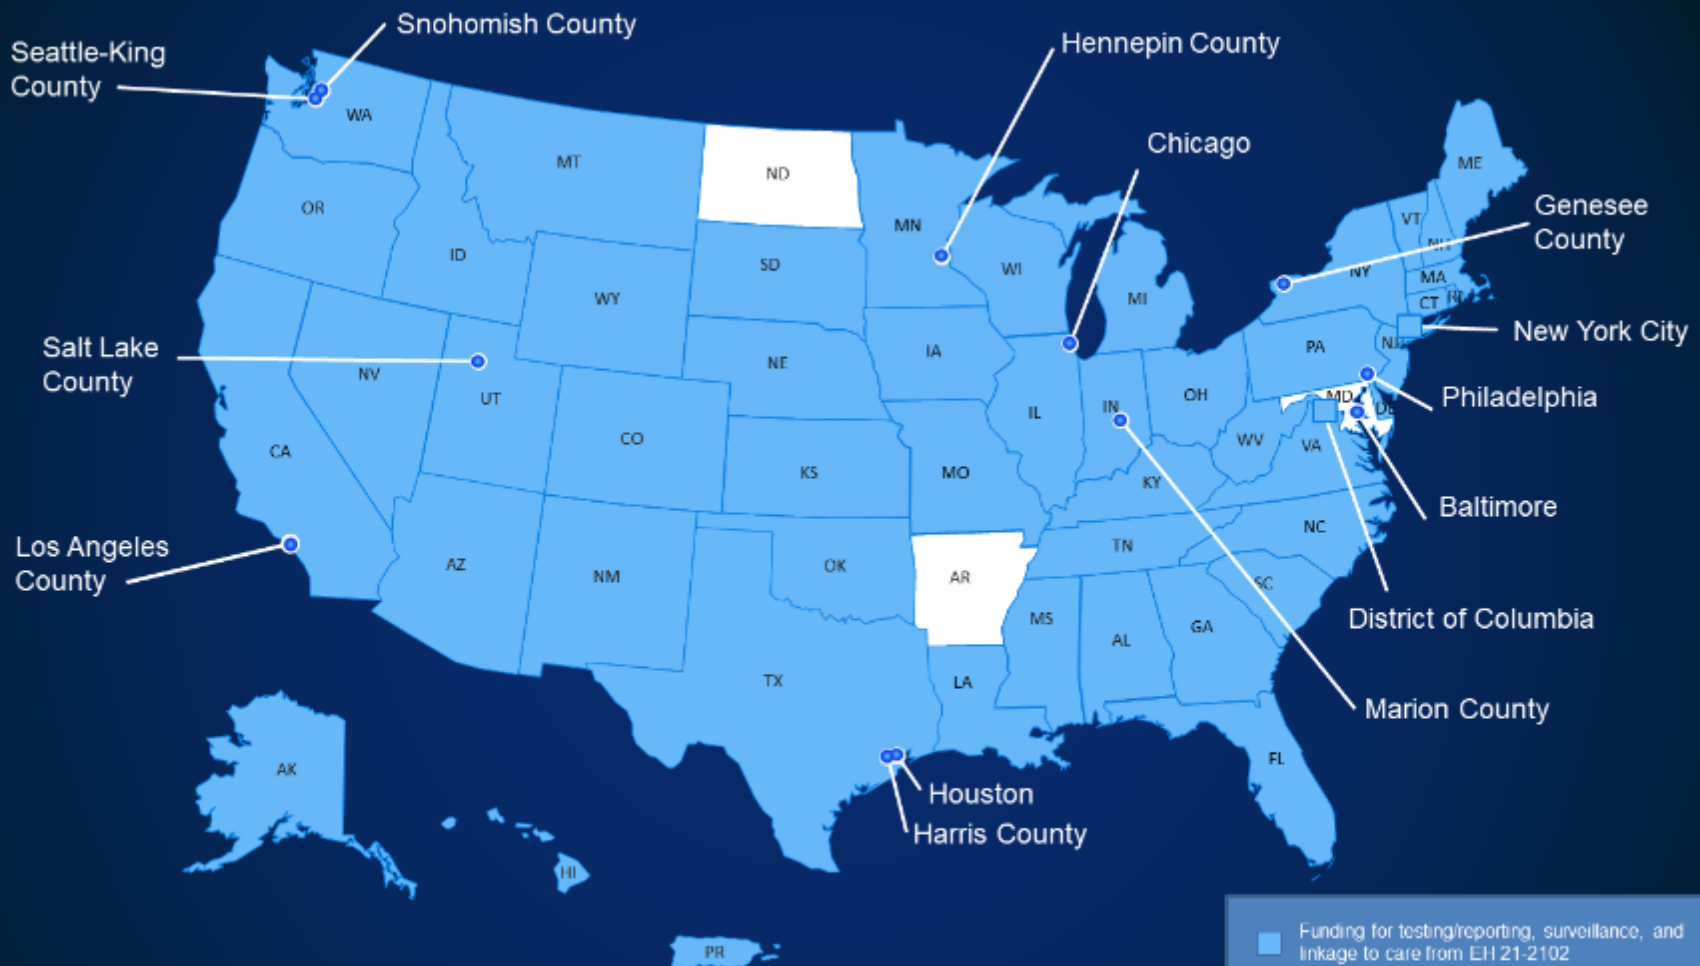 Snohomish County
Seattle-King
County
Hennepin County
Chicago
Genesee
County
New York City
Philadelphia
Baltimore
District of Columbia
Marion County
Houston
Harris County
Los Angeles
County
Salt Lake
County
WA
MT
ND
ME
OR
ID
MN
VT
NH
SD
WI
NY
MA
WY
MI
CT
RI
NV
NE
IA
PA
NJ
UT
CO
IL
IN
OH
MD
DE
CA
KS
MO
WV
VA
KY
AZ
NM
OK
AR
TN
NC
SC
TX
LA
MS
AL
GA
FL
AK
HI
PR
Funding for testing/reporting, surveillance, and
linkage to care from EH 21-2102